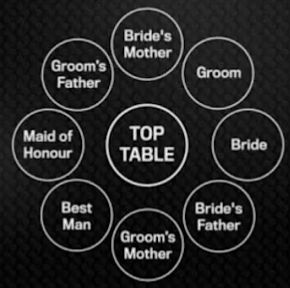 Bride's
Mother
Groom's
Father
Groom
Maid of
Honour
TOP
TABLE
Bride
Best
Man
Bride's
Father
Groom's
Mother